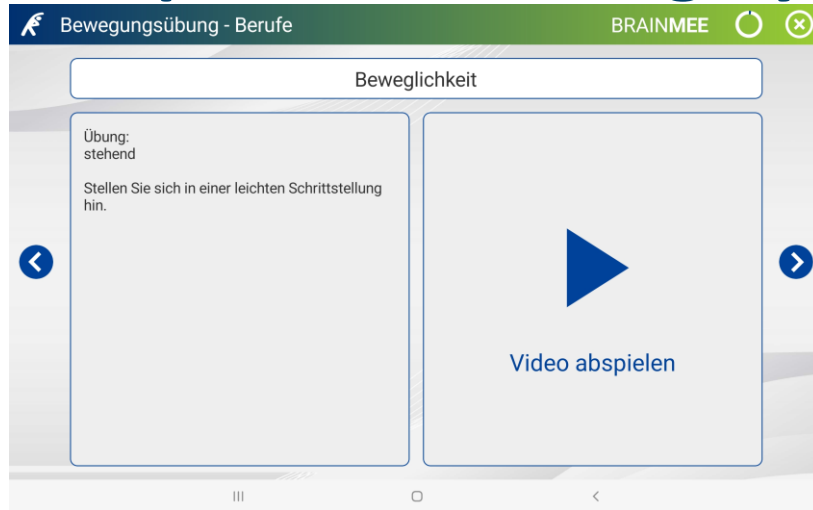 Bewegungsübung - Berufe
BRAINMEE
Beweglichkeit
Übung:
stehend
Stellen Sie sich in einer leichten Schrittstellung
hin.
Video abspielen